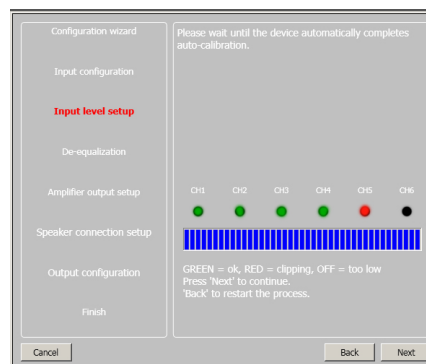 Configuration wizard
Input configuration
Input level setup
De-equalization
Amplifier output setup
Speaker connection setup
Output configuration
Finish
Please wait until the device automatically completes
auto-calibration.
CH1 CH2 CH3 CH4 CH5 CH6
GREEN = ok, RED = clipping, OFF = too low
Press 'Next' to continue.
'Back' to restart the process.
Cancel Back Next